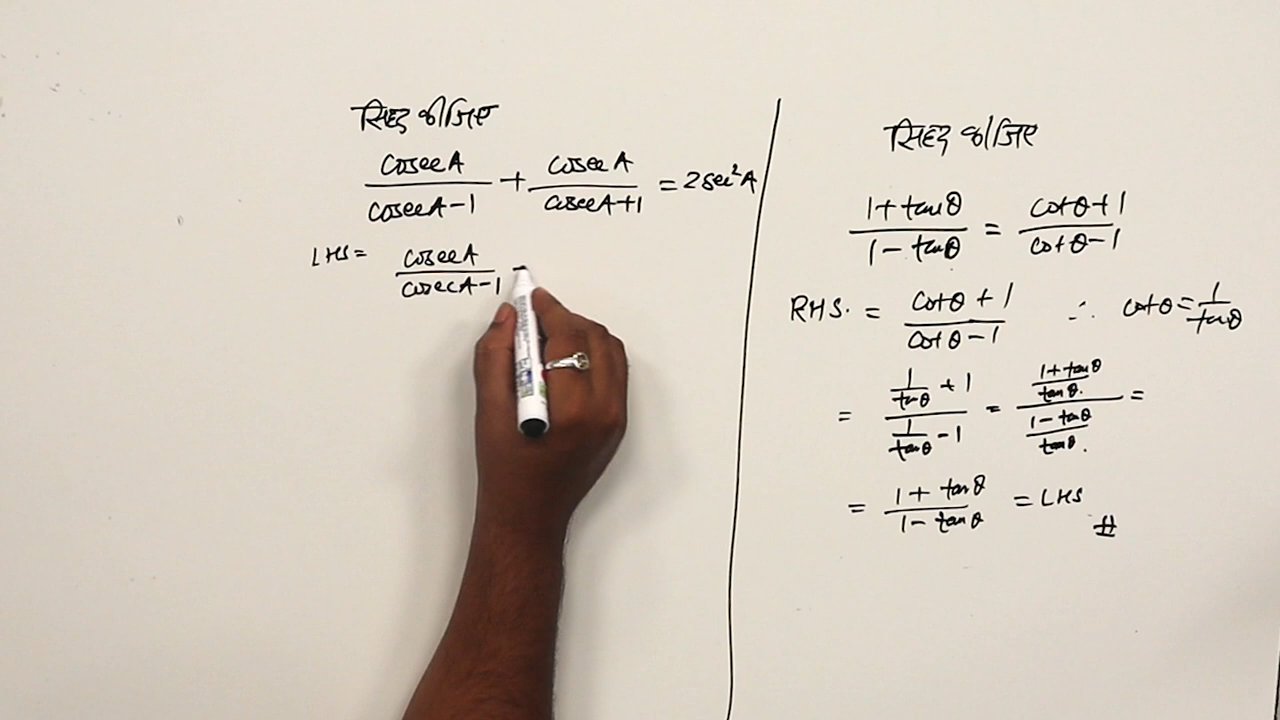 सिद्ध कीजिए
cosecA/(cosecA-1) + cosecA/(cosecA+1) = 2sec²A
LHS = cosecA/(cosecA-1)
सिद्ध कीजिए
(1+tanθ)/(1-tanθ) = (cotθ+1)/(cotθ-1)
RHS. = (cotθ+1)/(cotθ-1) ∴ cotθ = 1/tanθ
= (1/tanθ + 1)/(1/tanθ - 1) = ((1+tanθ)/tanθ.)/((1-tanθ)/tanθ.) =
= (1+tanθ)/(1-tanθ) = LHS
#